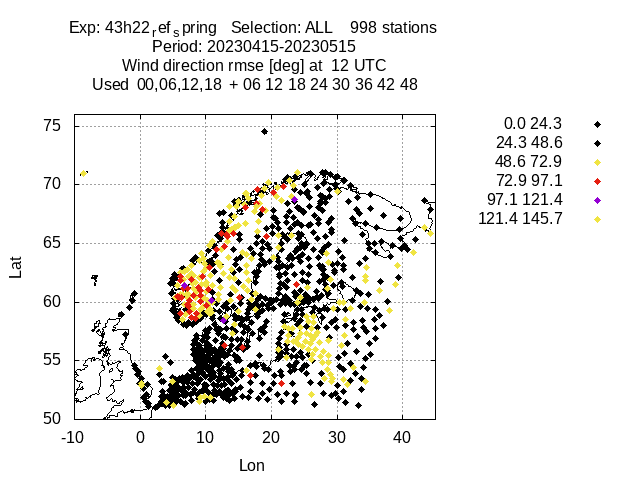 Exp: 43h22ref spring   Selection: ALL    998 stations
Period: 20230415-20230515
Wind direction rmse [deg] at  12 UTC
Used  00,06,12,18  + 06 12 18 24 30 36 42 48
0.0 24.3
24.3 48.6
48.6 72.9
72.9 97.1
97.1 121.4
121.4 145.7
75
70
65
60
55
50
Lat
-10 0 10 20 30 40
Lon